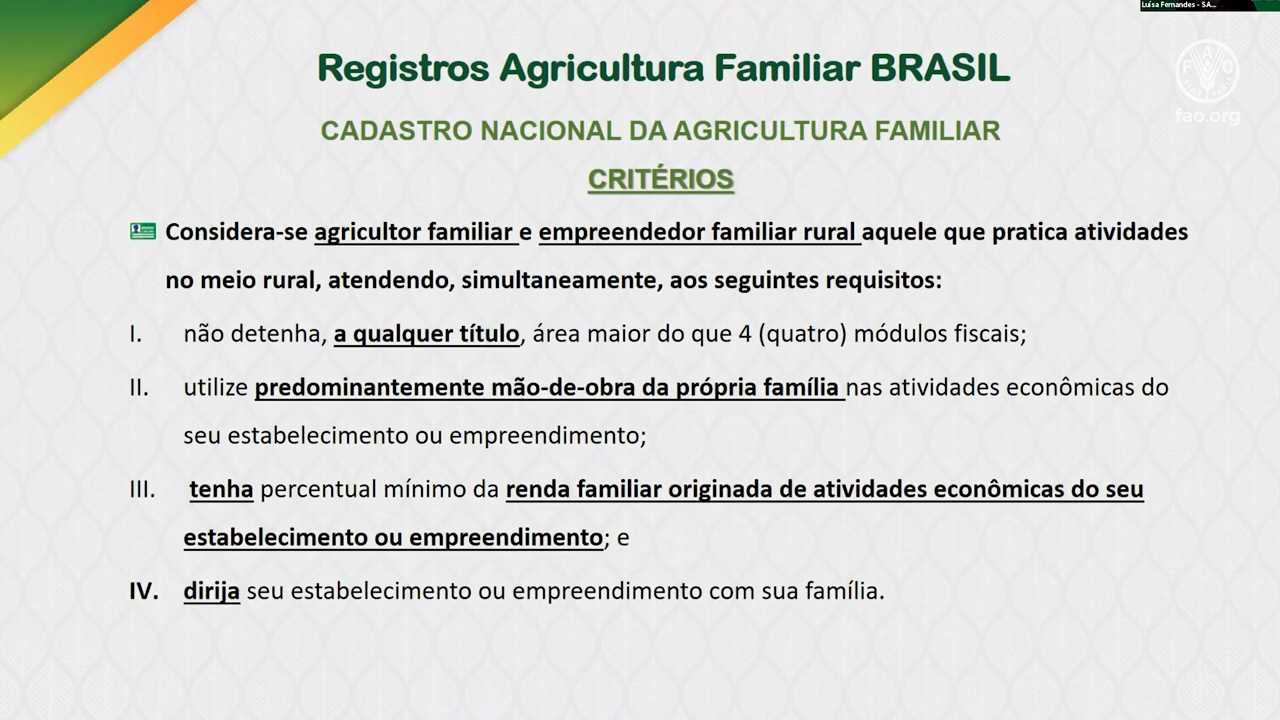 Luísa Fernandes - SA...
Registros Agricultura Familiar BRASIL
FAO
fao.org
CADASTRO NACIONAL DA AGRICULTURA FAMILIAR
CRITÉRIOS
Considera-se agricultor familiar e empreendedor familiar rural aquele que pratica atividades
no meio rural, atendendo, simultaneamente, aos seguintes requisitos:
I. não detenha, a qualquer título, área maior do que 4 (quatro) módulos fiscais;
II. utilize predominantemente mão-de-obra da própria família nas atividades econômicas do
seu estabelecimento ou empreendimento;
III. tenha percentual mínimo da renda familiar originada de atividades econômicas do seu
estabelecimento ou empreendimento; e
IV. dirija seu estabelecimento ou empreendimento com sua família.